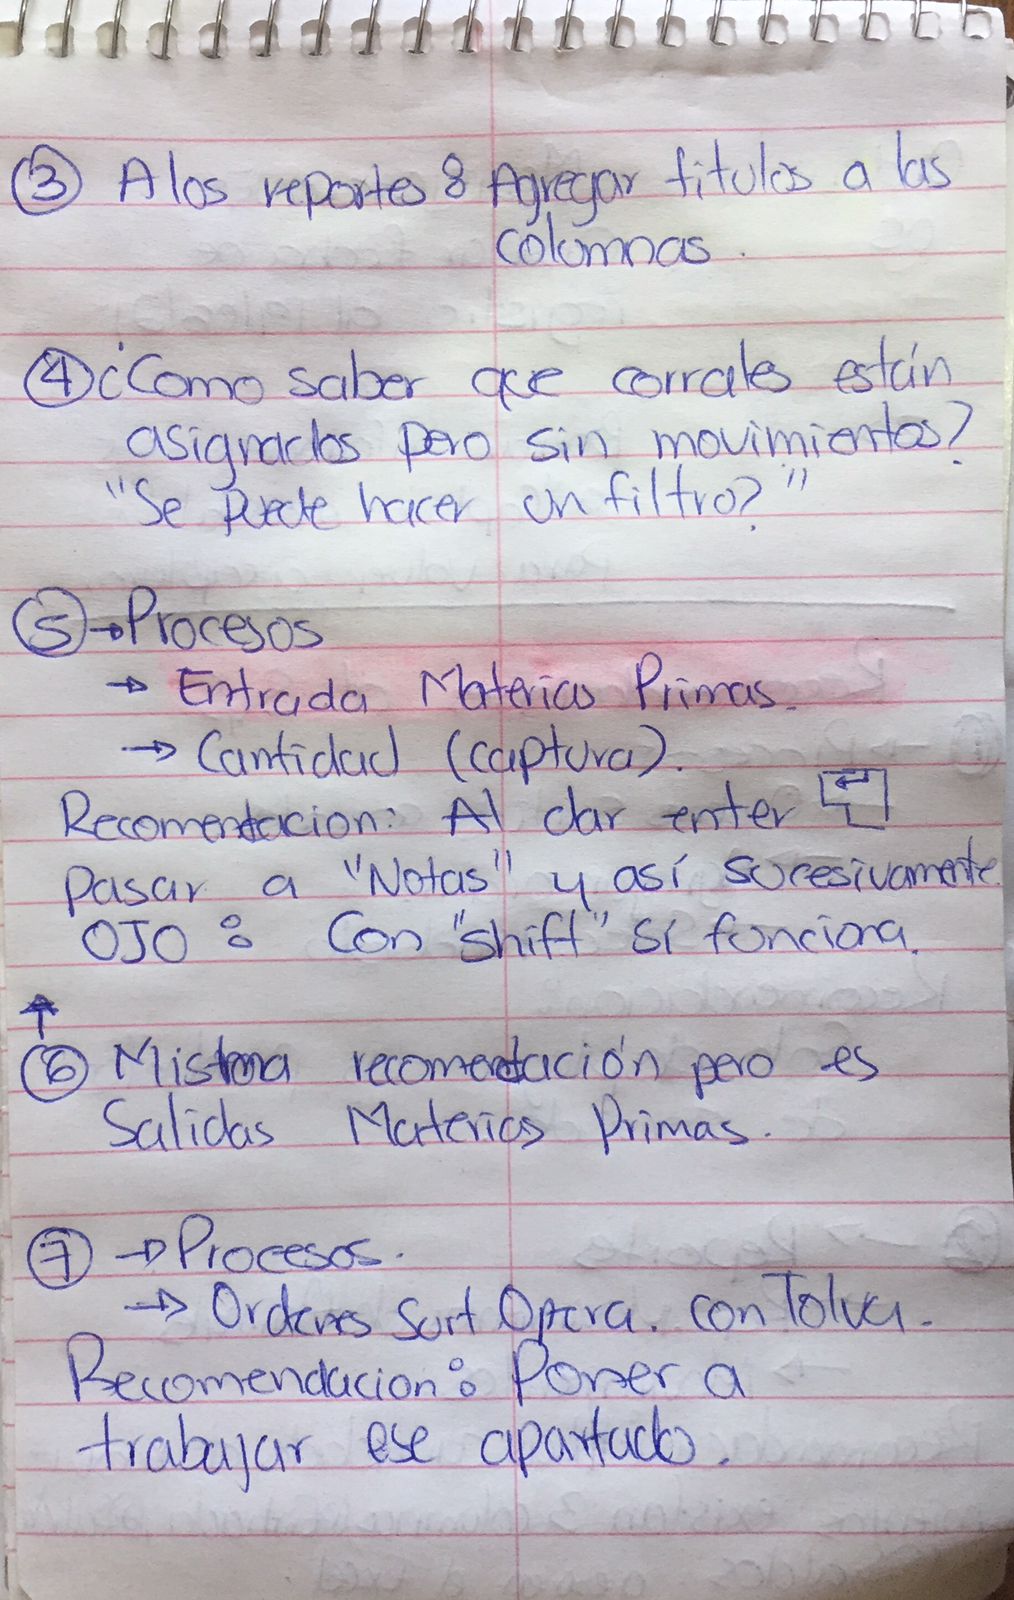 ③ A los reportes: Agregar titulos a las
columnas.
④ ¿Como saber que corrales están
asignados pero sin movimientos?
"Se puede hacer un filtro?"
⑤ → Procesos
→ Entrada Materias Primas.
→ Cantidad (captura).
Recomendacion: Al dar enter ↵
pasar a "Notas" y así sucesivamente.
OJO: Con "shift" sí funciona.
↑
⑥ Misma recomendación pero es
Salidas Materias Primas.
⑦ → Procesos.
→ Ordenes Surt Opera. con Tolva.
Recomendacion: Poner a
trabajar ese apartado.